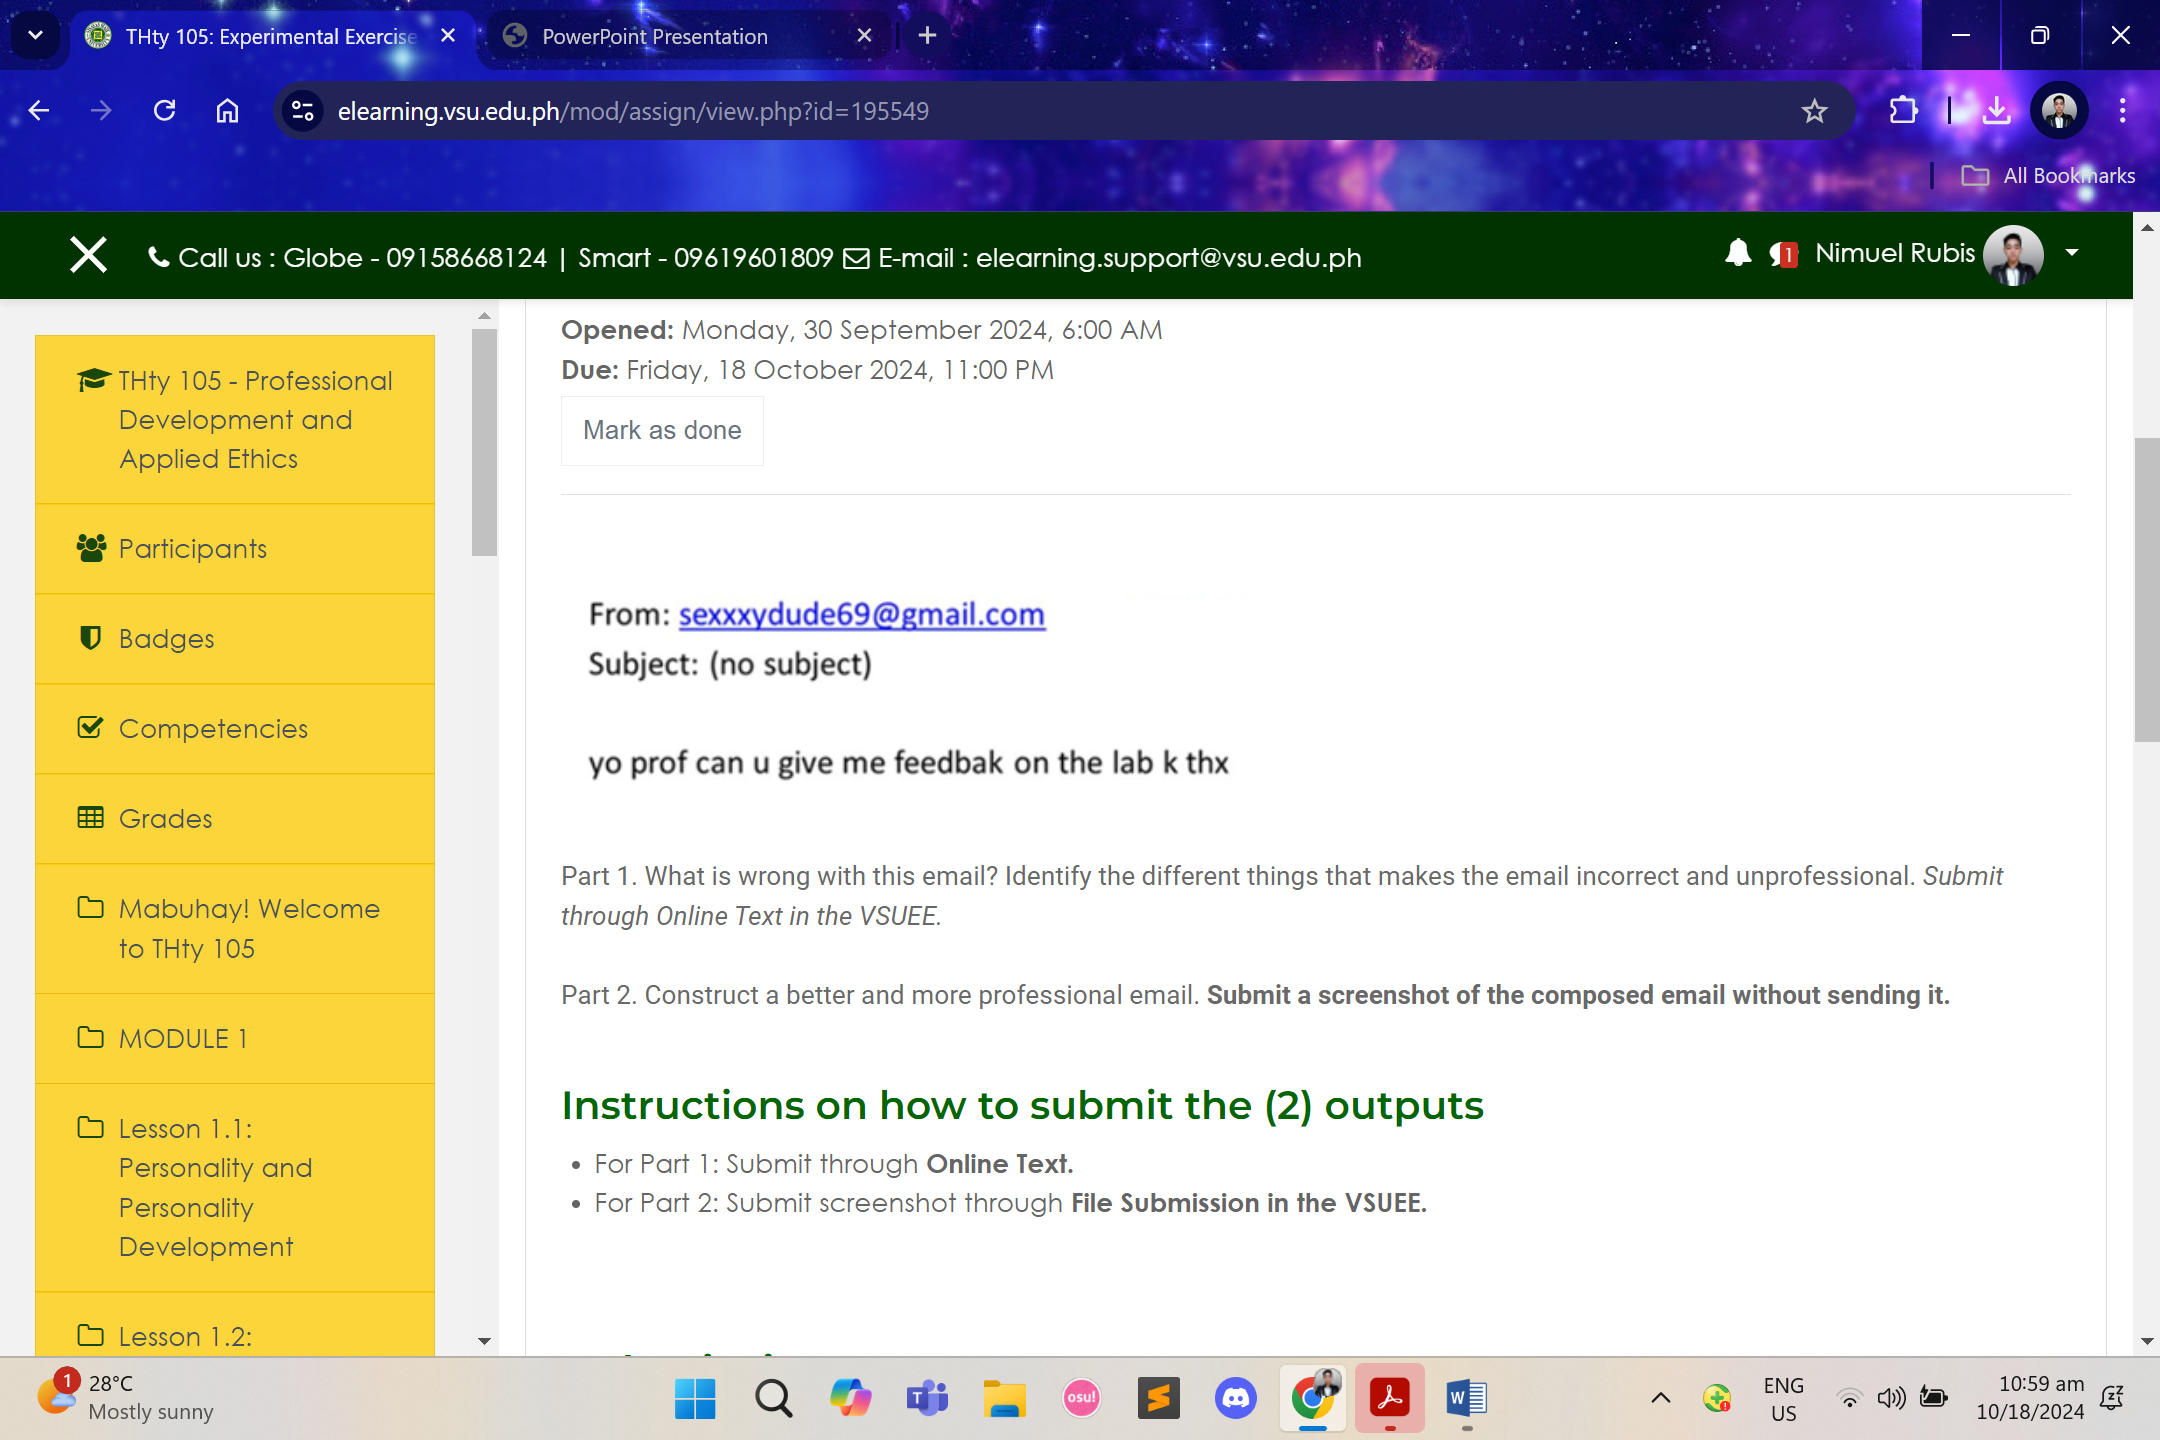 THty 105: Experimental Exercise
PowerPoint Presentation
elearning.vsu.edu.ph/mod/assign/view.php?id=195549
All Bookmarks
Call us : Globe - 09158668124 | Smart - 09619601809 E-mail : elearning.support@vsu.edu.ph
1
Nimuel Rubis
THty 105 - Professional
Development and
Applied Ethics
Participants
Badges
Competencies
Grades
Mabuhay! Welcome
to THty 105
MODULE 1
Lesson 1.1:
Personality and
Personality
Development
Lesson 1.2:
Opened: Monday, 30 September 2024, 6:00 AM
Due: Friday, 18 October 2024, 11:00 PM
Mark as done
From: sexxxydude69@gmail.com
Subject: (no subject)
yo prof can u give me feedbak on the lab k thx
Part 1. What is wrong with this email? Identify the different things that makes the email incorrect and unprofessional. Submit
through Online Text in the VSUEE.
Part 2. Construct a better and more professional email. Submit a screenshot of the composed email without sending it.
Instructions on how to submit the (2) outputs
For Part 1: Submit through Online Text.
For Part 2: Submit screenshot through File Submission in the VSUEE.
1
28°C
Mostly sunny
T
osu!
W
ENG
US
10:59 am
10/18/2024